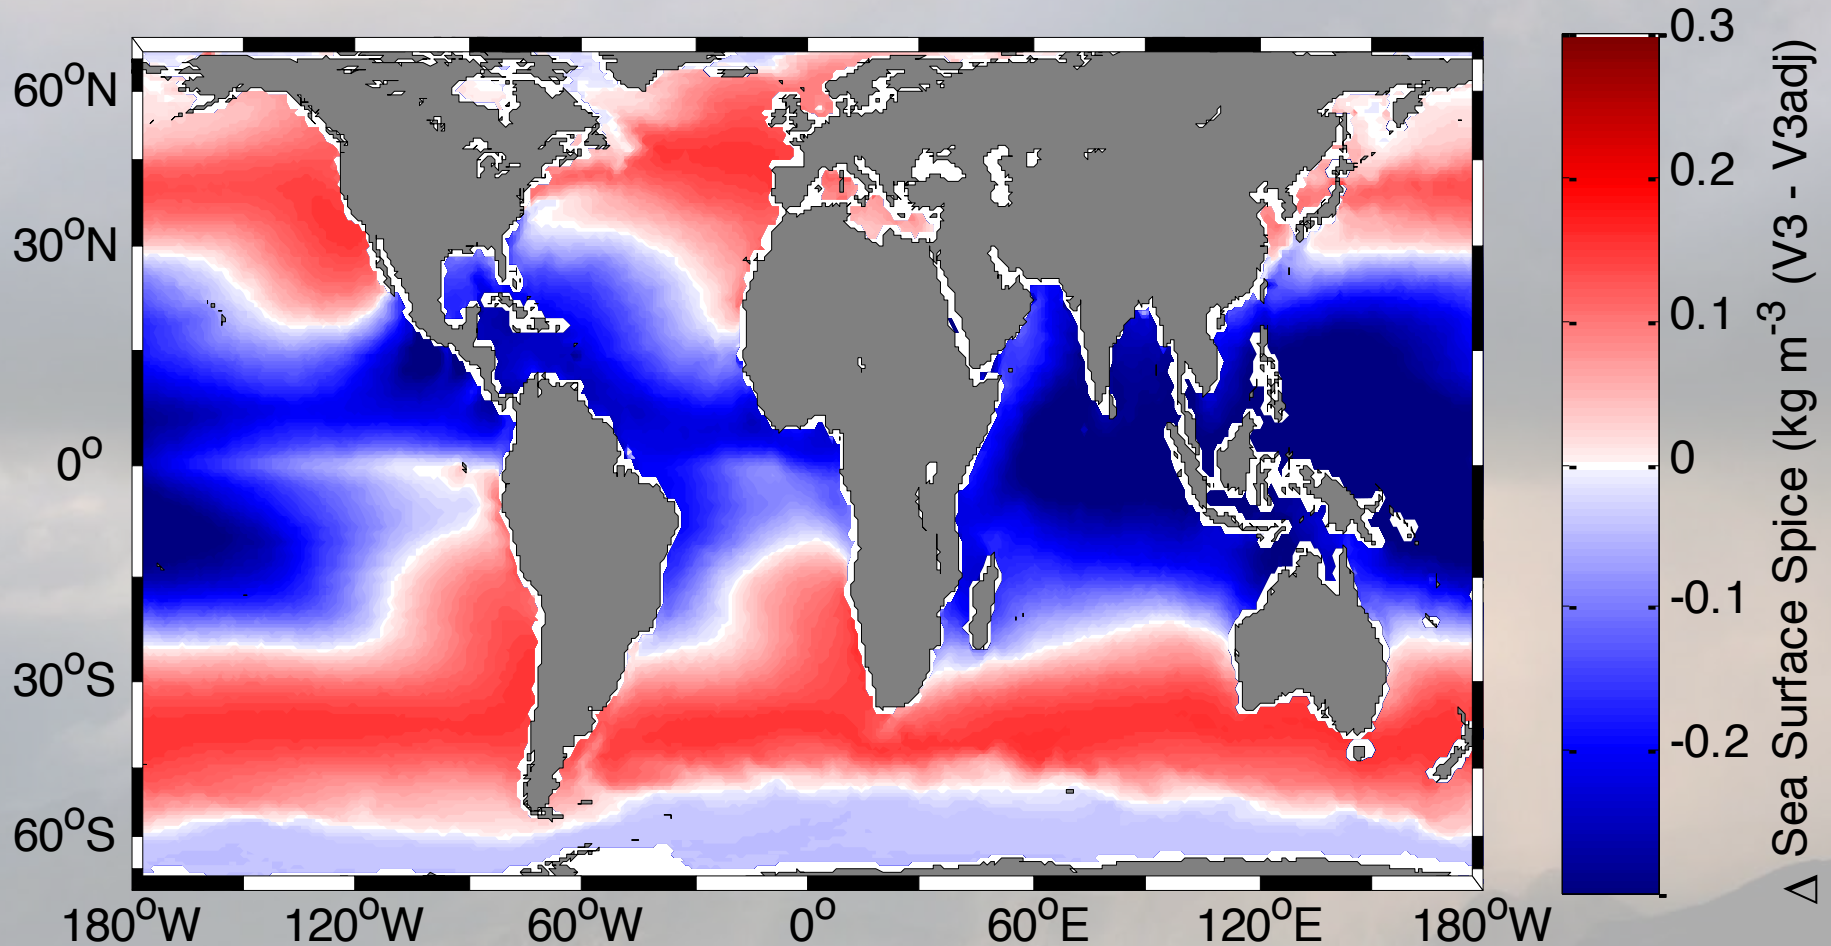 60°N
30°N
0°
30°S
60°S
180°W
120°W
60°W
0°
60°E
120°E
180°W
0.3
0.2
0.1
0
-0.1
-0.2
Δ Sea Surface Spice (kg m⁻³ (V3 - V3adj)